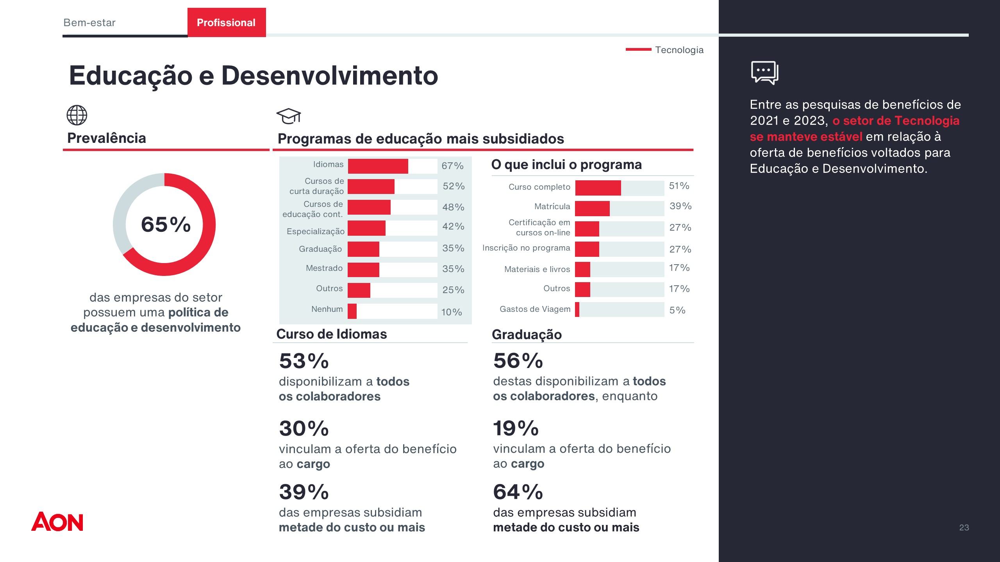 Bem-estar
Profissional
Tecnologia
Educação e Desenvolvimento
Prevalência
65%
das empresas do setor
possuem uma política de
educação e desenvolvimento
Programas de educação mais subsidiados
Idiomas 67%
Cursos de
curta duração 52%
Cursos de
educação cont. 48%
Especialização 42%
Graduação 35%
Mestrado 35%
Outros 25%
Nenhum 10%
O que inclui o programa
Curso completo 51%
Matrícula 39%
Certificação em
cursos on-line 27%
Inscrição no programa 27%
Materiais e livros 17%
Outros 17%
Gastos de Viagem 5%
Curso de Idiomas
53%
disponibilizam a todos
os colaboradores
30%
vinculam a oferta do benefício
ao cargo
39%
das empresas subsidiam
metade do custo ou mais
Graduação
56%
destas disponibilizam a todos
os colaboradores, enquanto
19%
vinculam a oferta do benefício
ao cargo
64%
das empresas subsidiam
metade do custo ou mais
Entre as pesquisas de benefícios de
2021 e 2023, o setor de Tecnologia
se manteve estável em relação à
oferta de benefícios voltados para
Educação e Desenvolvimento.
AON
23